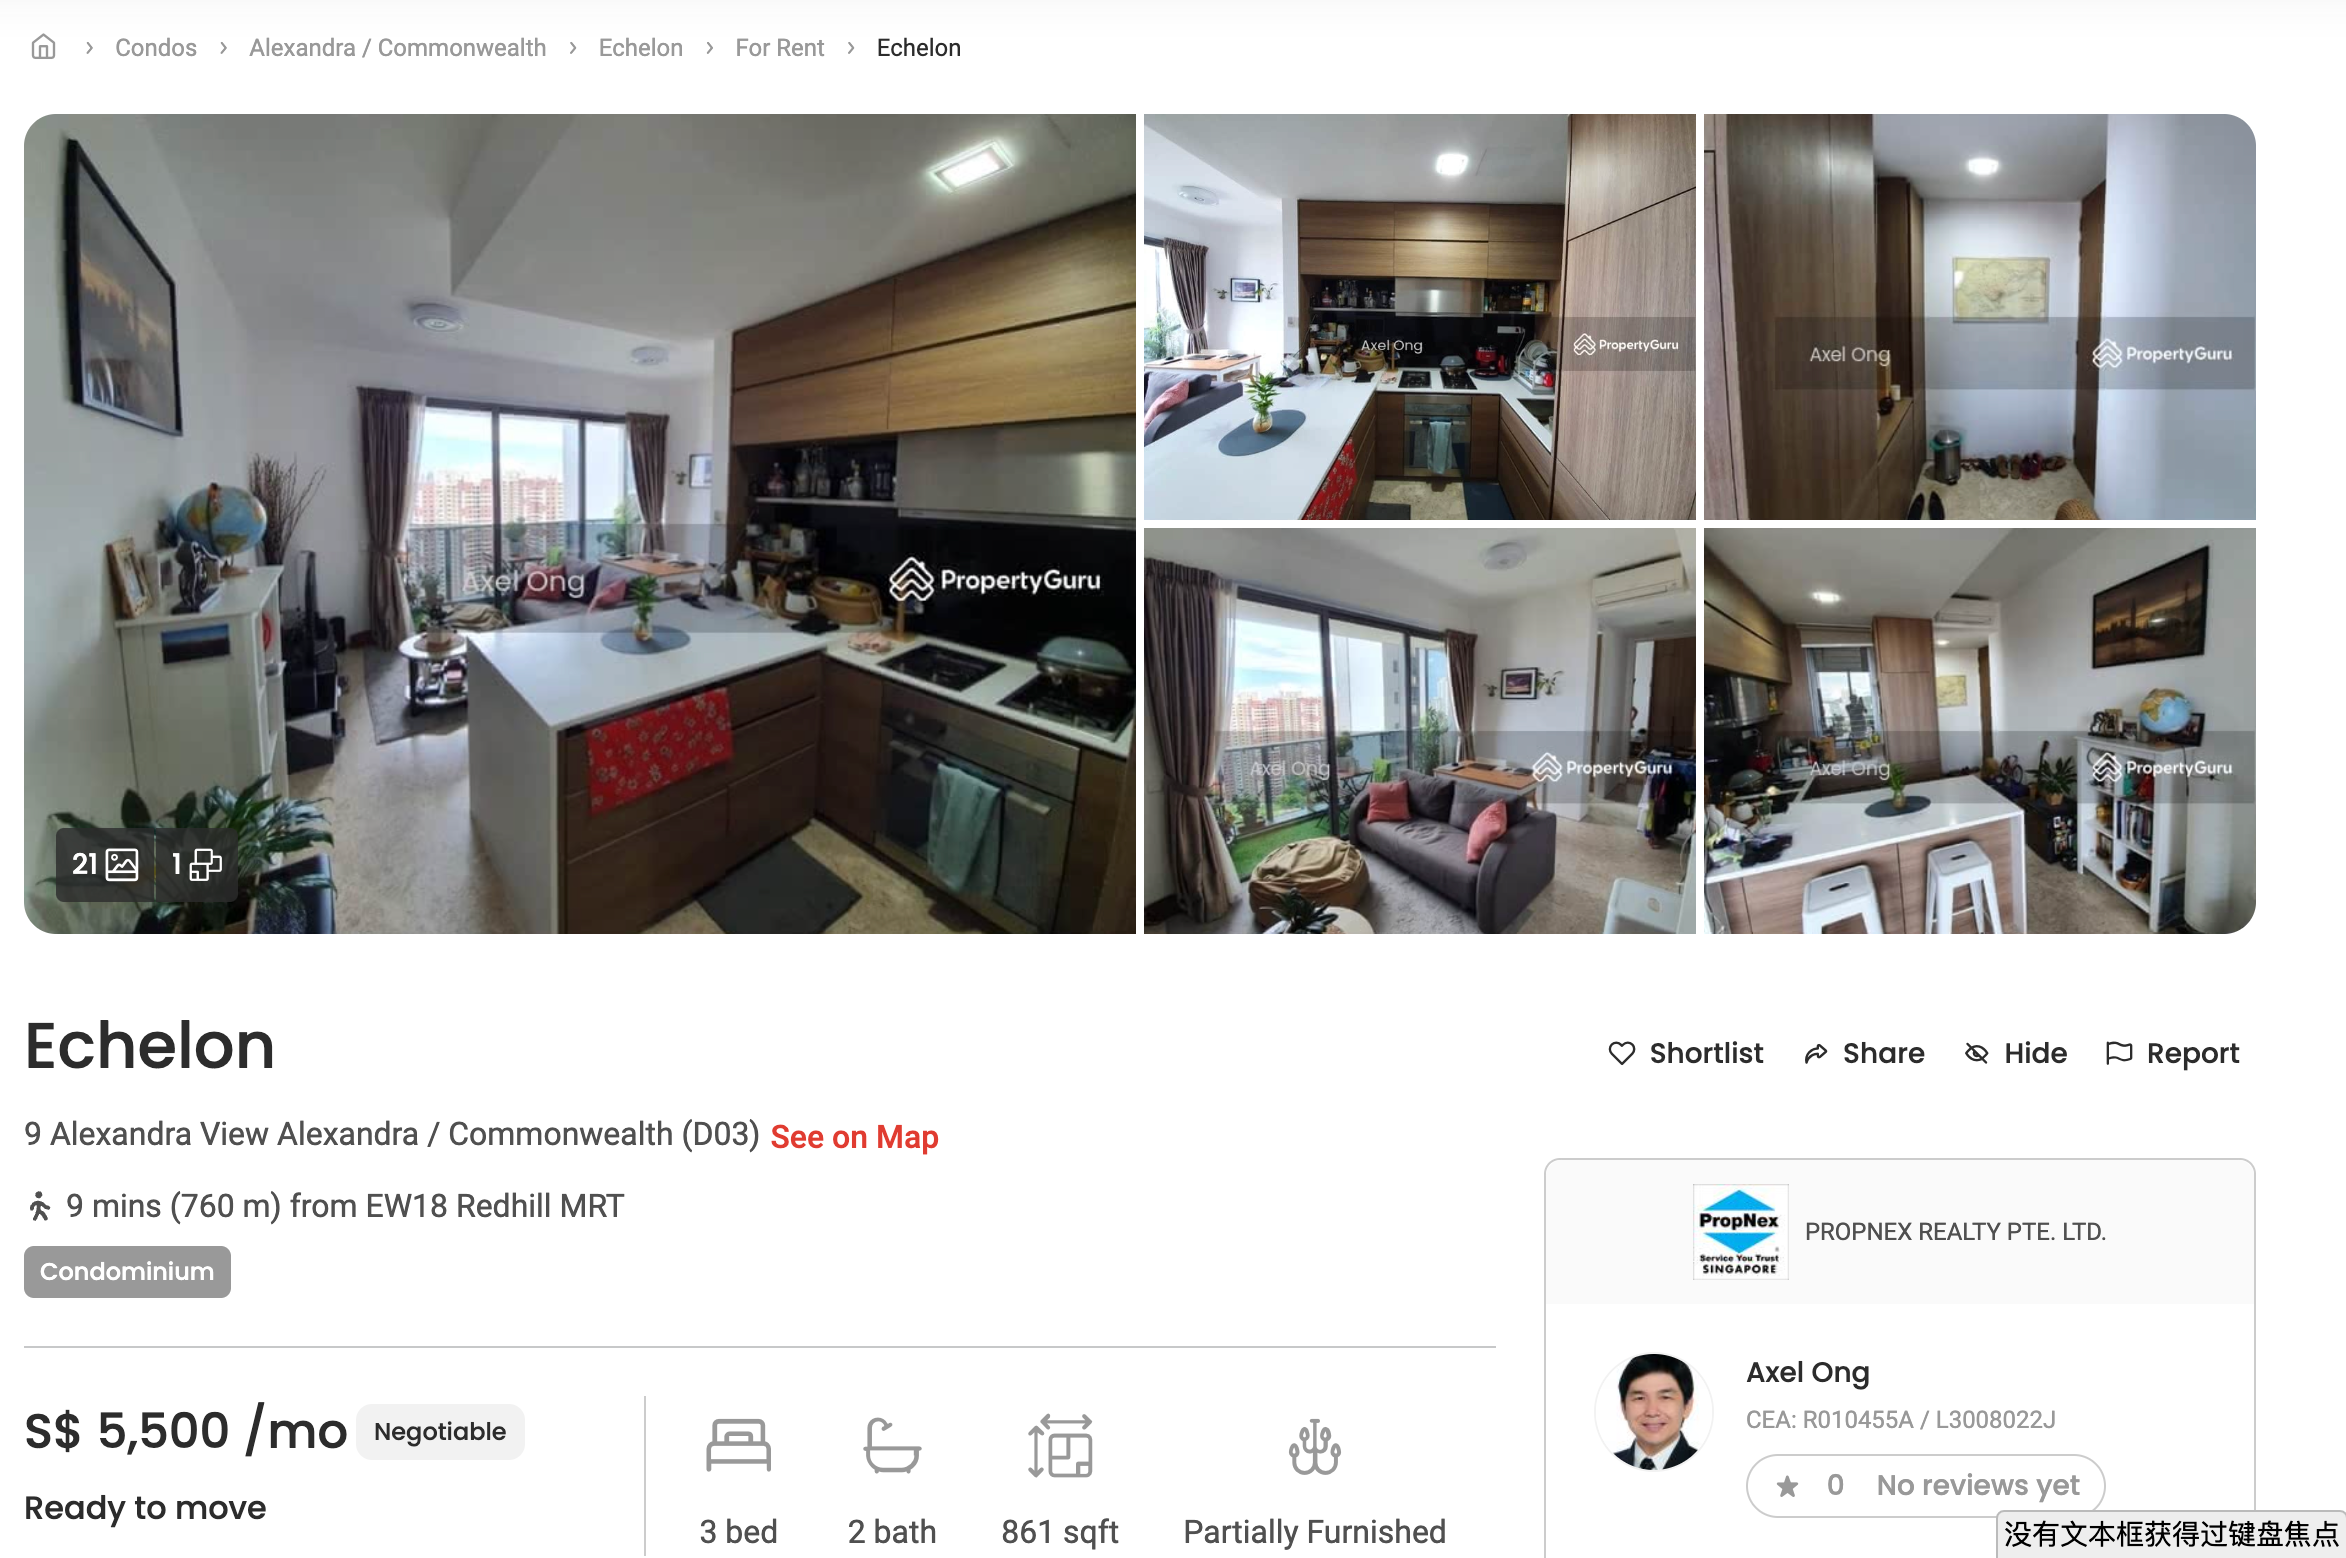 Condos › Alexandra / Commonwealth › Echelon › For Rent › Echelon
Axel Ong
PropertyGuru
21
1
Axel Ong
PropertyGuru
Axel Ong
PropertyGuru
Axel Ong
PropertyGuru
Axel Ong
PropertyGuru
Echelon
Shortlist Share Hide Report
9 Alexandra View Alexandra / Commonwealth (D03) See on Map
9 mins (760 m) from EW18 Redhill MRT
Condominium
PropNex
Service You Trust
SINGAPORE
PROPNEX REALTY PTE. LTD.
S$ 5,500 /mo Negotiable
Ready to move
3 bed
2 bath
861 sqft
Partially Furnished
Axel Ong
CEA: R010455A / L3008022J
0 No reviews yet
没有文本框获得过键盘焦点